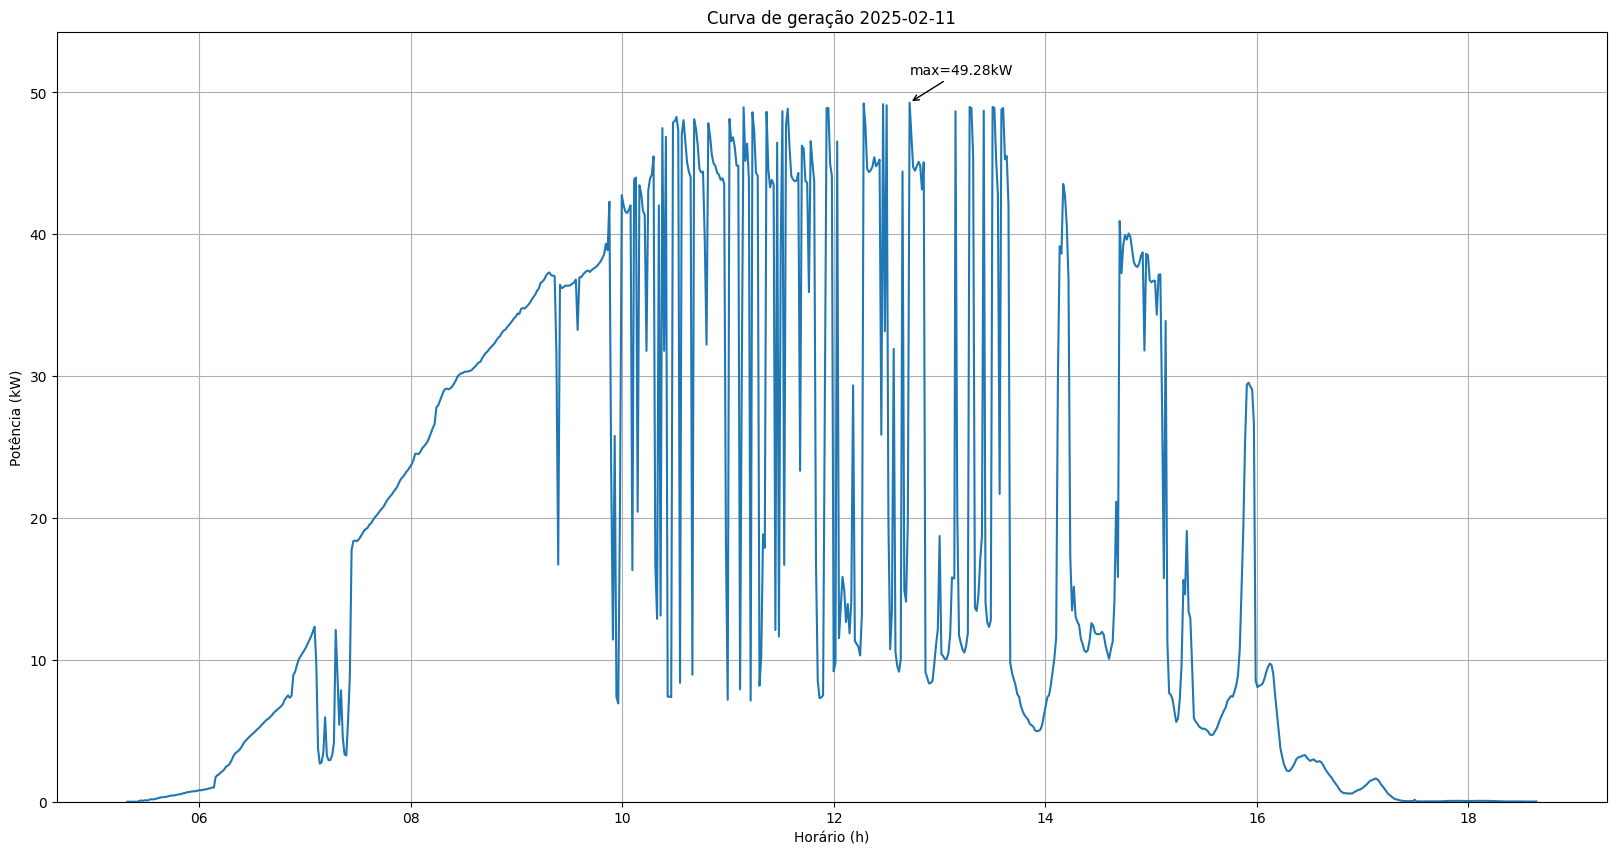 Curva de geração 2025-02-11
max=49.28kW
Potência (kW)
50
40
30
20
10
0
06 08 10 12 14 16 18
Horário (h)